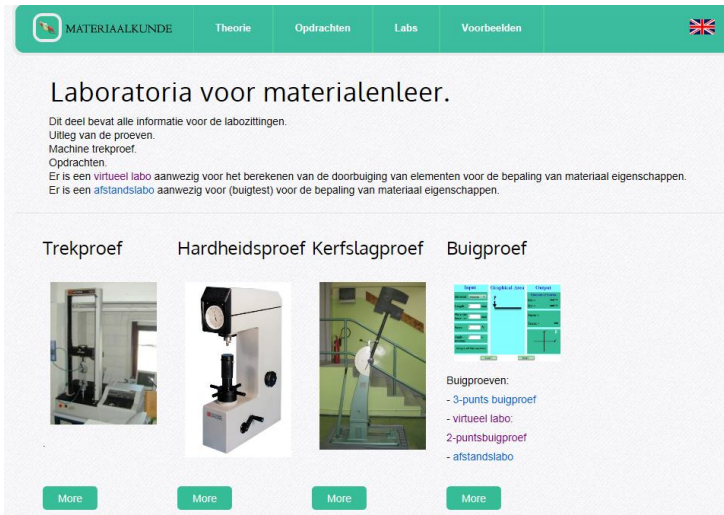 MATERIAALKUNDE
Theorie
Opdrachten
Labs
Voorbeelden
Laboratoria voor materialenleer.
Dit deel bevat alle informatie voor de labozittingen.
Uitleg van de proeven.
Machine trekproef.
Opdrachten.
Er is een virtueel labo aanwezig voor het berekenen van de doorbuiging van elementen voor de bepaling van materiaal eigenschappen.
Er is een afstandslabo aanwezig voor (buigtest) voor de bepaling van materiaal eigenschappen.
Trekproef
Hardheidsproef
Kerfslagproef
Buigproef
Input
Graphical Area
Output
Buigproeven:
- 3-punts buigproef
- virtueel labo:
2-puntsbuigproef
- afstandslabo
.
More
More
More
More